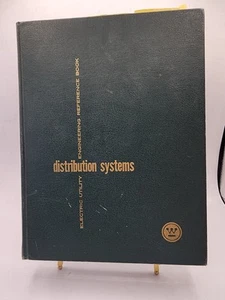 ELECTRIC UTILITY ENGINEERING REFERENCE BOOK
distribution systems
W